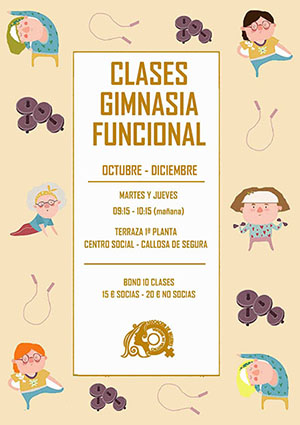 CLASES
GIMNASIA
FUNCIONAL
OCTUBRE - DICIEMBRE
MARTES Y JUEVES
09:15 - 10:15 (mañana)
TERRAZA 1ª PLANTA
CENTRO SOCIAL - CALLOSA DE SEGURA
BONO 10 CLASES
15 € SOCIAS - 20 € NO SOCIAS